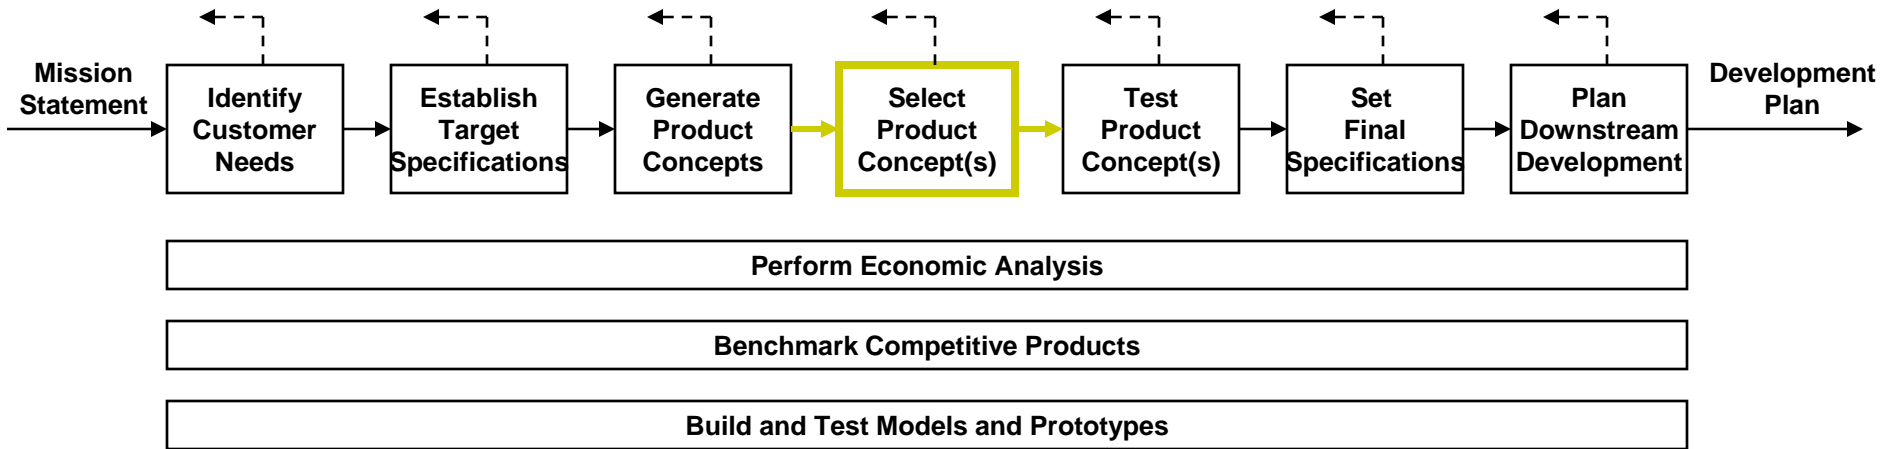 Mission
Statement
Identify
Customer
Needs
Establish
Target
Specifications
Generate
Product
Concepts
Select
Product
Concept(s)
Test
Product
Concept(s)
Set
Final
Specifications
Plan
Downstream
Development
Development
Plan
Perform Economic Analysis
Benchmark Competitive Products
Build and Test Models and Prototypes